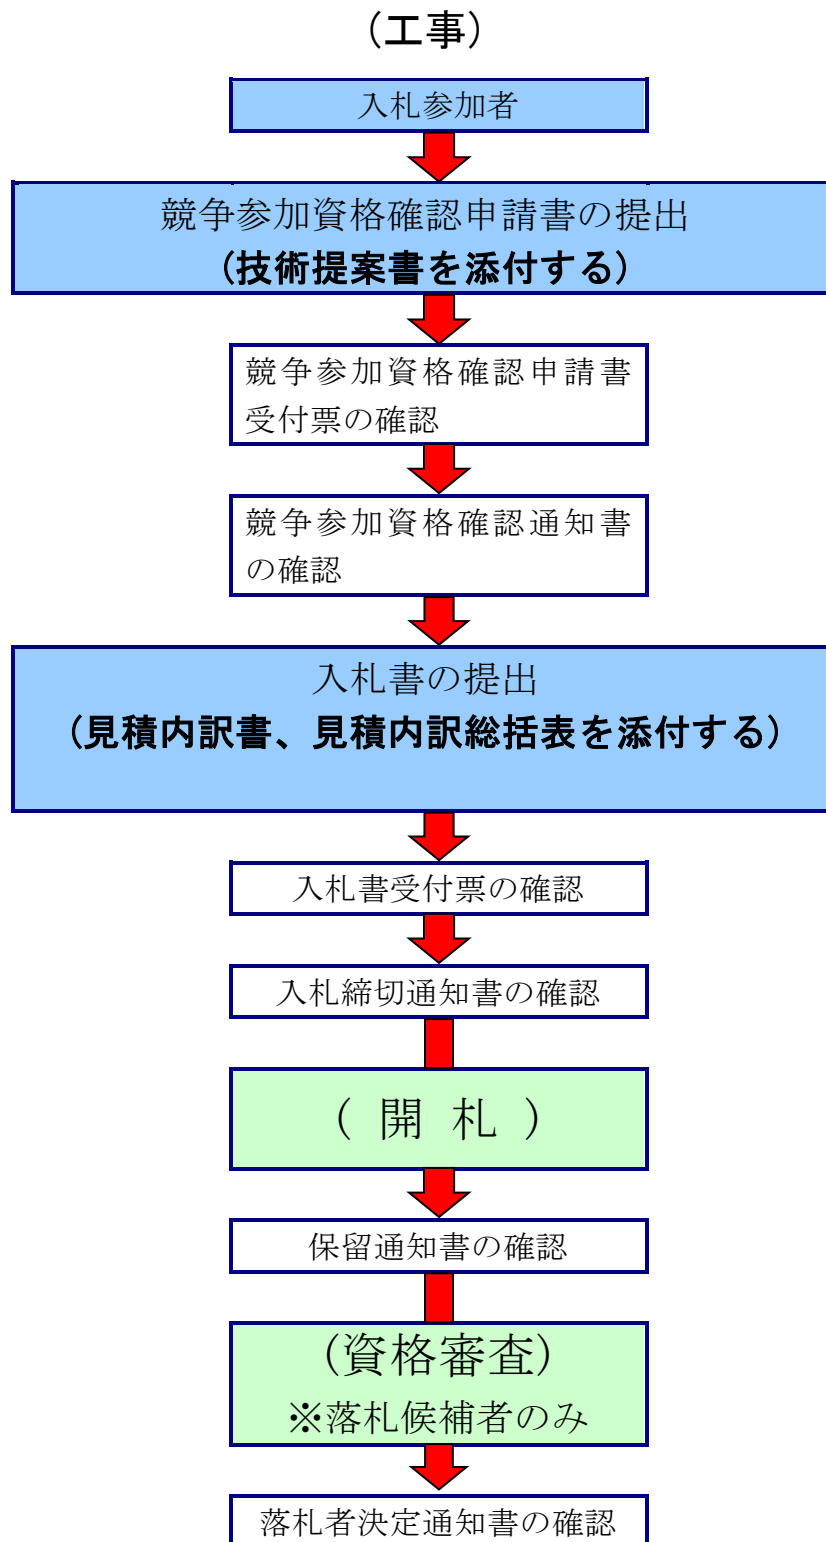 （工事）
入札参加者
競争参加資格確認申請書の提出
（技術提案書を添付する）
競争参加資格確認申請書
受付票の確認
競争参加資格確認通知書
の確認
入札書の提出
（見積内訳書、見積内訳総括表を添付する）
入札書受付票の確認
入札締切通知書の確認
（ 開 札 ）
保留通知書の確認
（資格審査）
※落札候補者のみ
落札者決定通知書の確認